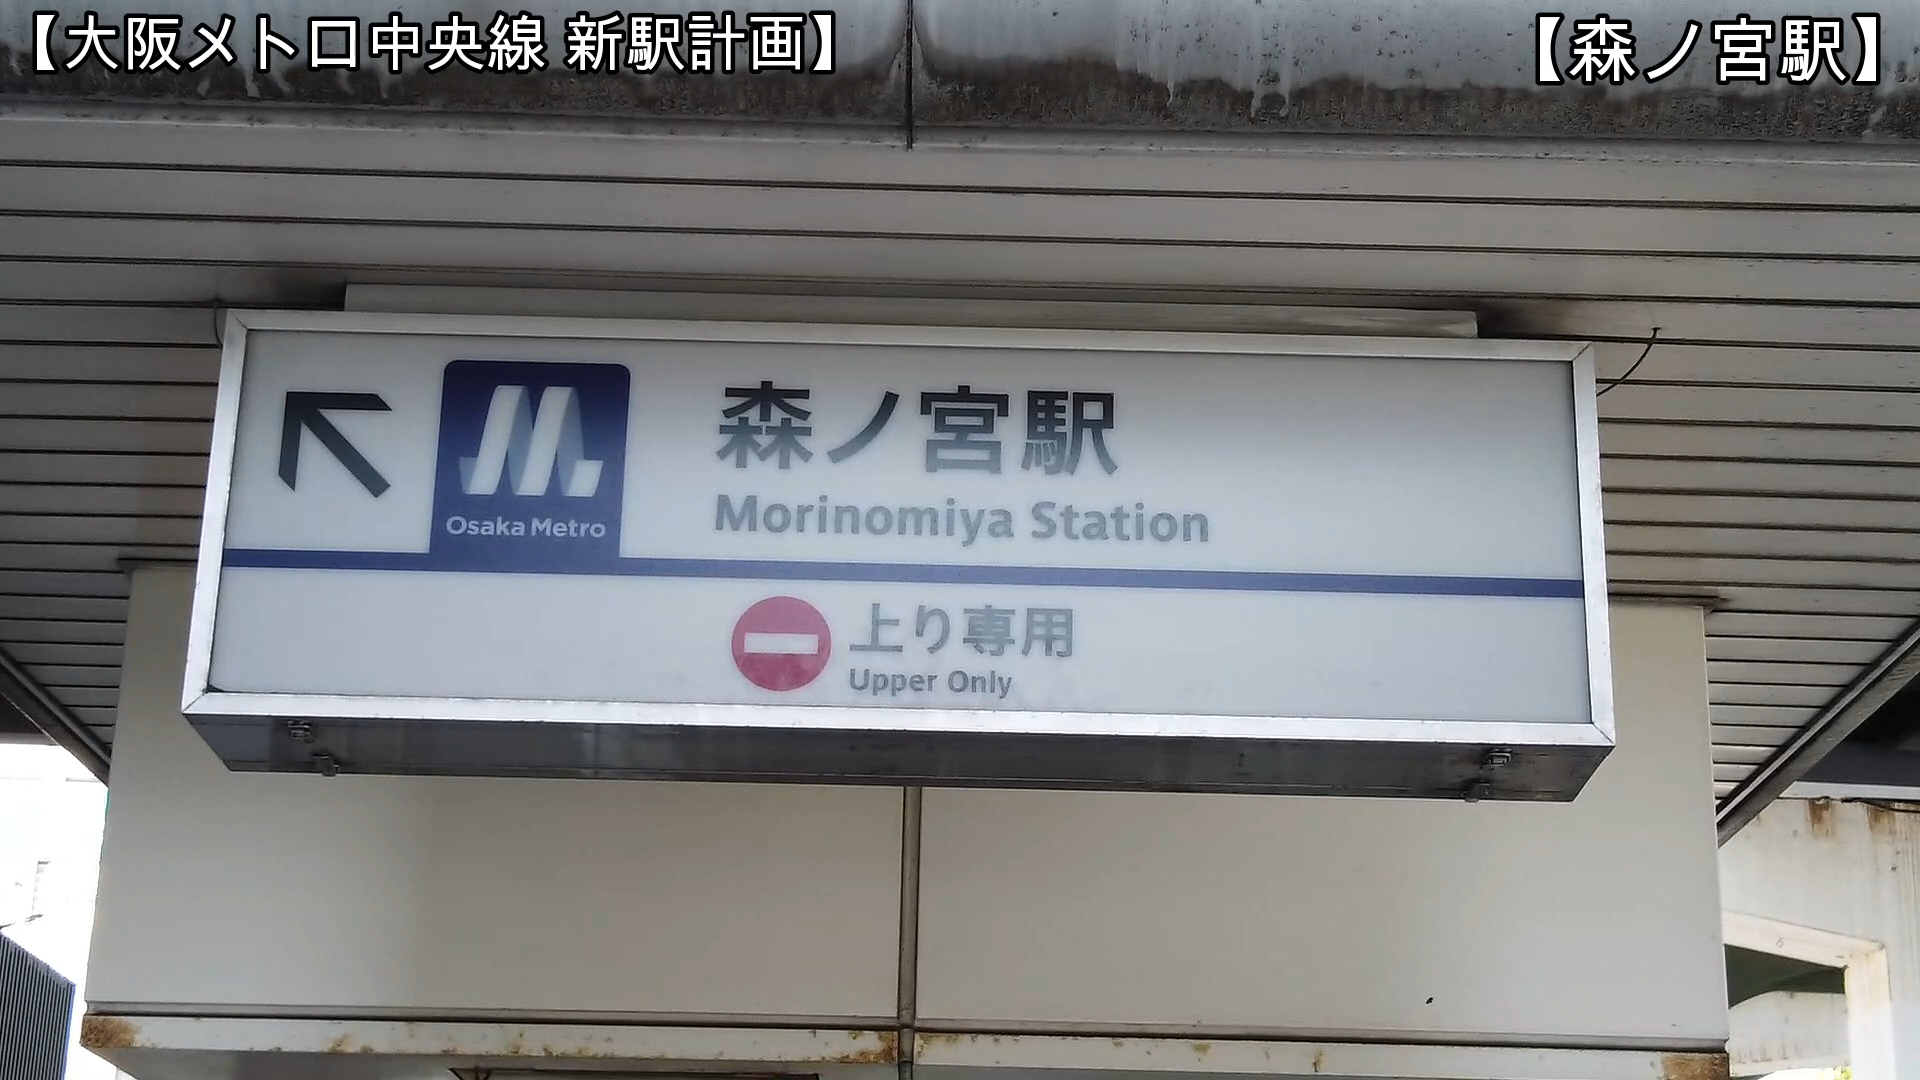 【大阪メトロ中央線 新駅計画】
【森ノ宮駅】
森ノ宮駅
Morinomiya Station
Osaka Metro
上り専用
Upper Only